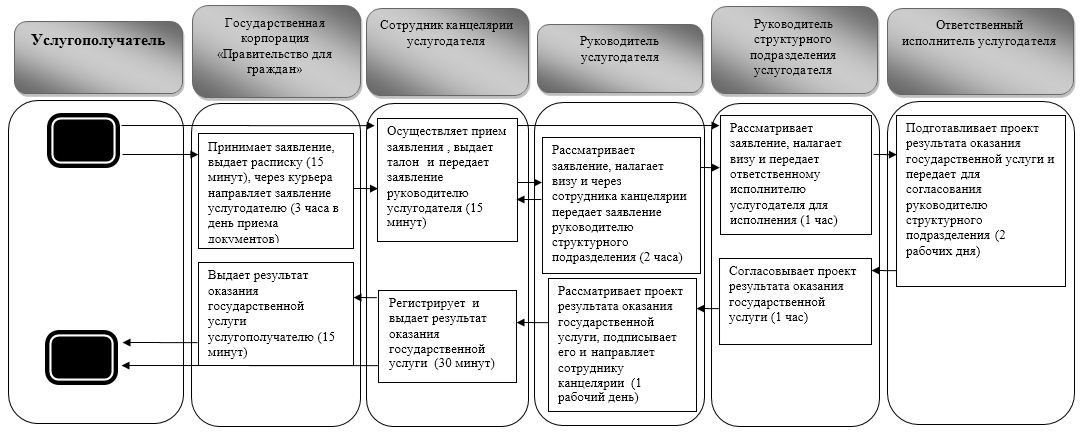 Услугополучатель
Государственная
корпорация
«Правительство для
граждан»
Сотрудник канцелярии
услугодателя
Руководитель
услугодателя
Руководитель
структурного
подразделения
услугодателя
Ответственный
исполнитель услугодателя
Принимает заявление,
выдает расписку (15
минут), через курьера
направляет заявление
услугодателю (3 часа в
день приема
документов)
Осуществляет прием
заявления , выдает
талон и передает
заявление
руководителю
услугодателя (15
минут)
Рассматривает
заявление, налагает
визу и через
сотрудника канцелярии
передает заявление
руководителю
структурного
подразделения (2 часа)
Рассматривает
заявление, налагает
визу и передает
ответственному
исполнителю
услугодателя для
исполнения (1 час)
Подготавливает проект
результата оказания
государственной услуги и
передает для
согласования
руководителю
структурного
подразделения (2
рабочих дня)
Выдает результат
оказания
государственной
услуги
услугополучателю (15
минут)
Регистрирует и
выдает результат
оказания
государственной
услуги (30 минут)
Рассматривает проект
результата оказания
государственной
услуги, подписывает
его и направляет
сотруднику
канцелярии (1
рабочий день)
Согласовывает проект
результата оказания
государственной
услуги (1 час)